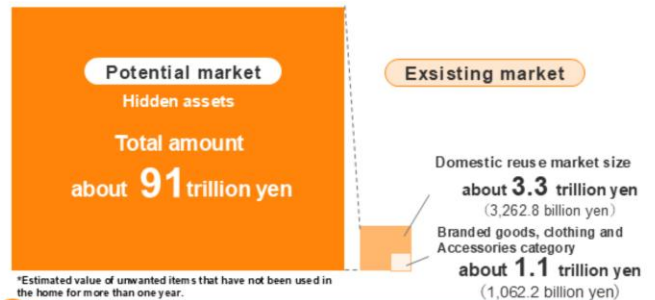 Potential market
Hidden assets
Total amount
about 91 trillion yen
*Estimated value of unwanted items that have not been used in
the home for more than one year.
Exsisting market
Domestic reuse market size
about 3.3 trillion yen
(3,262.8 billion yen)
Branded goods, clothing and
Accessories category
about 1.1 trillion yen
(1,062.2 billion yen)